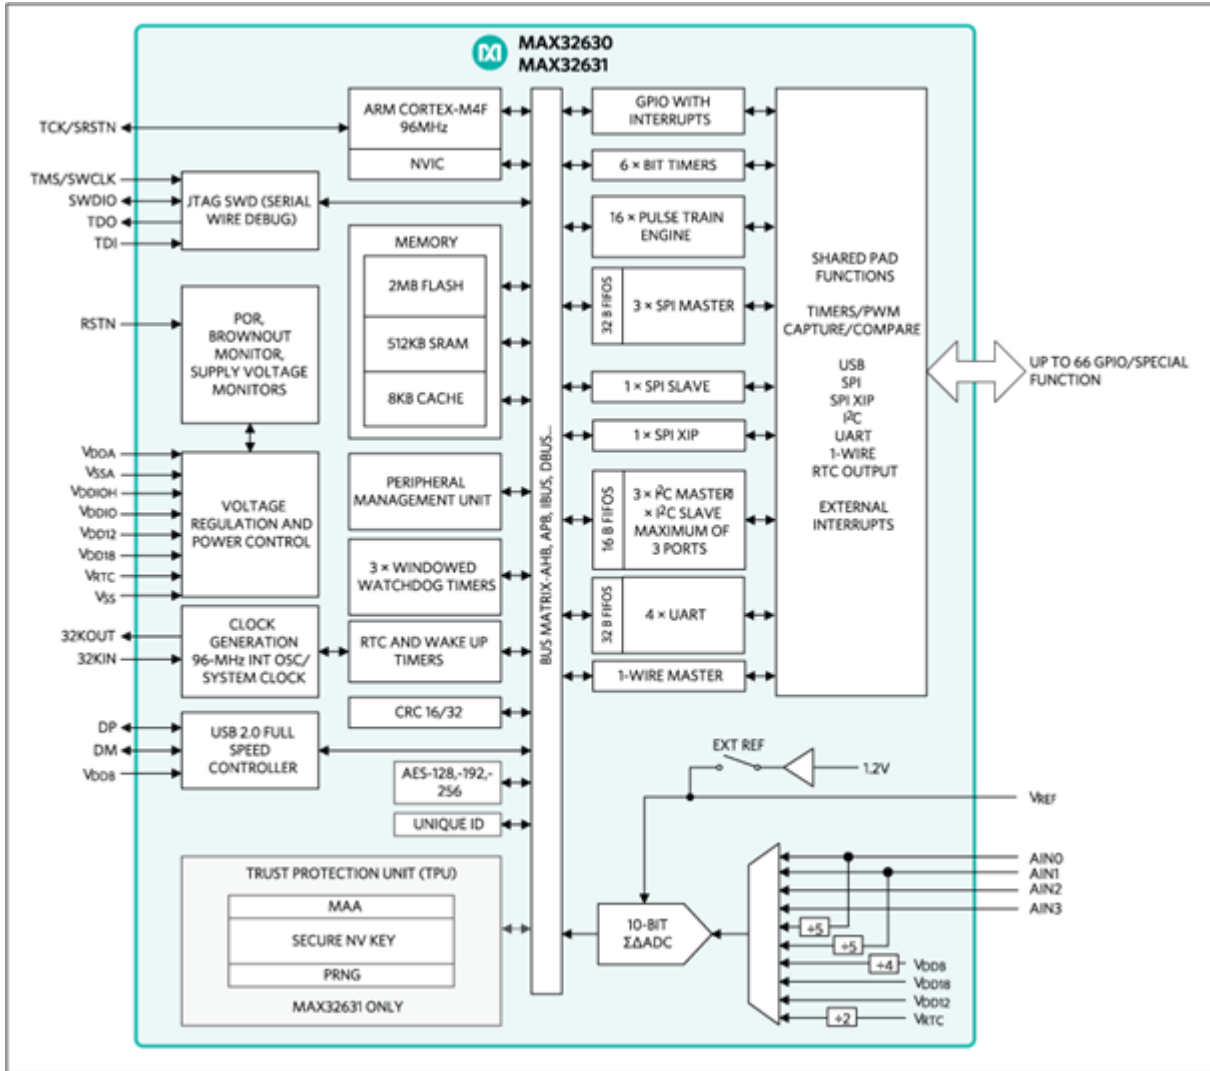 MAX32630
MAX32631
TCK/SRSTN
TMS/SWCLK
SWDIO
TDO
TDI
RSTN
VDDA
VSSA
VDDIOH
VDDIO
VDD12
VDD18
VRTC
VSS
32KOUT
32KIN
DP
DM
VDDB
JTAG SWD (SERIAL
WIRE DEBUG)
POR,
BROWNOUT
MONITOR,
SUPPLY VOLTAGE
MONITORS
VOLTAGE
REGULATION AND
POWER CONTROL
CLOCK
GENERATION
96-MHz INT OSC/
SYSTEM CLOCK
USB 2.0 FULL
SPEED
CONTROLLER
ARM CORTEX-M4F
96MHz
NVIC
MEMORY
2MB FLASH
512KB SRAM
8KB CACHE
PERIPHERAL
MANAGEMENT UNIT
3 × WINDOWED
WATCHDOG TIMERS
RTC AND WAKE UP
TIMERS
CRC 16/32
AES-128,-192,-
256
UNIQUE ID
TRUST PROTECTION UNIT (TPU)
MAA
SECURE NV KEY
PRNG
MAX32631 ONLY
BUS MATRIX-AHB, APB, IBUS, DBUS...
GPIO WITH
INTERRUPTS
6 × BIT TIMERS
16 × PULSE TRAIN
ENGINE
32 B FIFOS
3 × SPI MASTER
1 × SPI SLAVE
1 × SPI XIP
16 B FIFOS
3 × I²C MASTERI
× I²C SLAVE
MAXIMUM OF
3 PORTS
32 B FIFOS
4 × UART
1-WIRE MASTER
SHARED PAD
FUNCTIONS
TIMERS/PWM
CAPTURE/COMPARE
USB
SPI
SPI XIP
I²C
UART
1-WIRE
RTC OUTPUT
EXTERNAL
INTERRUPTS
UP TO 66 GPIO/SPECIAL
FUNCTION
EXT REF
1.2V
VREF
10-BIT
ΣΔADC
AIN0
AIN1
AIN2
AIN3
÷5
÷5
÷4
VDDB
VDD18
VDD12
÷2
VRTC